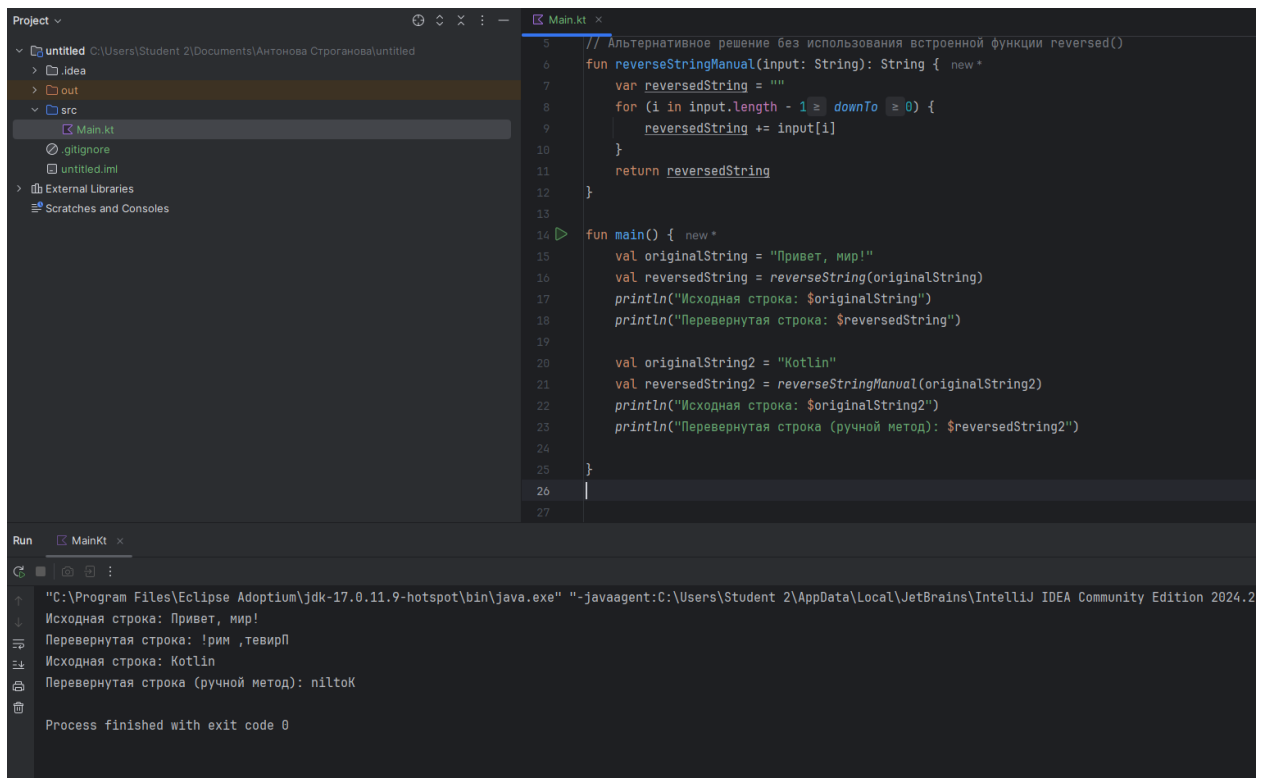 Project
Main.kt
untitled C:\Users\Student 2\Documents\Антонова Строганова\untitled
.idea
out
src
Main.kt
.gitignore
untitled.iml
External Libraries
Scratches and Consoles
5 // Альтернативное решение без использования встроенной функции reversed()
6 fun reverseStringManual(input: String): String { new *
7 var reversedString = ""
8 for (i in input.length - 1 ≥ downTo ≥ 0) {
9 reversedString += input[i]
10 }
11 return reversedString
12 }
13
14 fun main() { new *
15 val originalString = "Привет, мир!"
16 val reversedString = reverseString(originalString)
17 println("Исходная строка: $originalString")
18 println("Перевернутая строка: $reversedString")
19
20 val originalString2 = "Kotlin"
21 val reversedString2 = reverseStringManual(originalString2)
22 println("Исходная строка: $originalString2")
23 println("Перевернутая строка (ручной метод): $reversedString2")
24
25 }
26
27
Run MainKt
"C:\Program Files\Eclipse Adoptium\jdk-17.0.11.9-hotspot\bin\java.exe" "-javaagent:C:\Users\Student 2\AppData\Local\JetBrains\IntelliJ IDEA Community Edition 2024.2
Исходная строка: Привет, мир!
Перевернутая строка: !рим ,тевирП
Исходная строка: Kotlin
Перевернутая строка (ручной метод): niltoK
Process finished with exit code 0